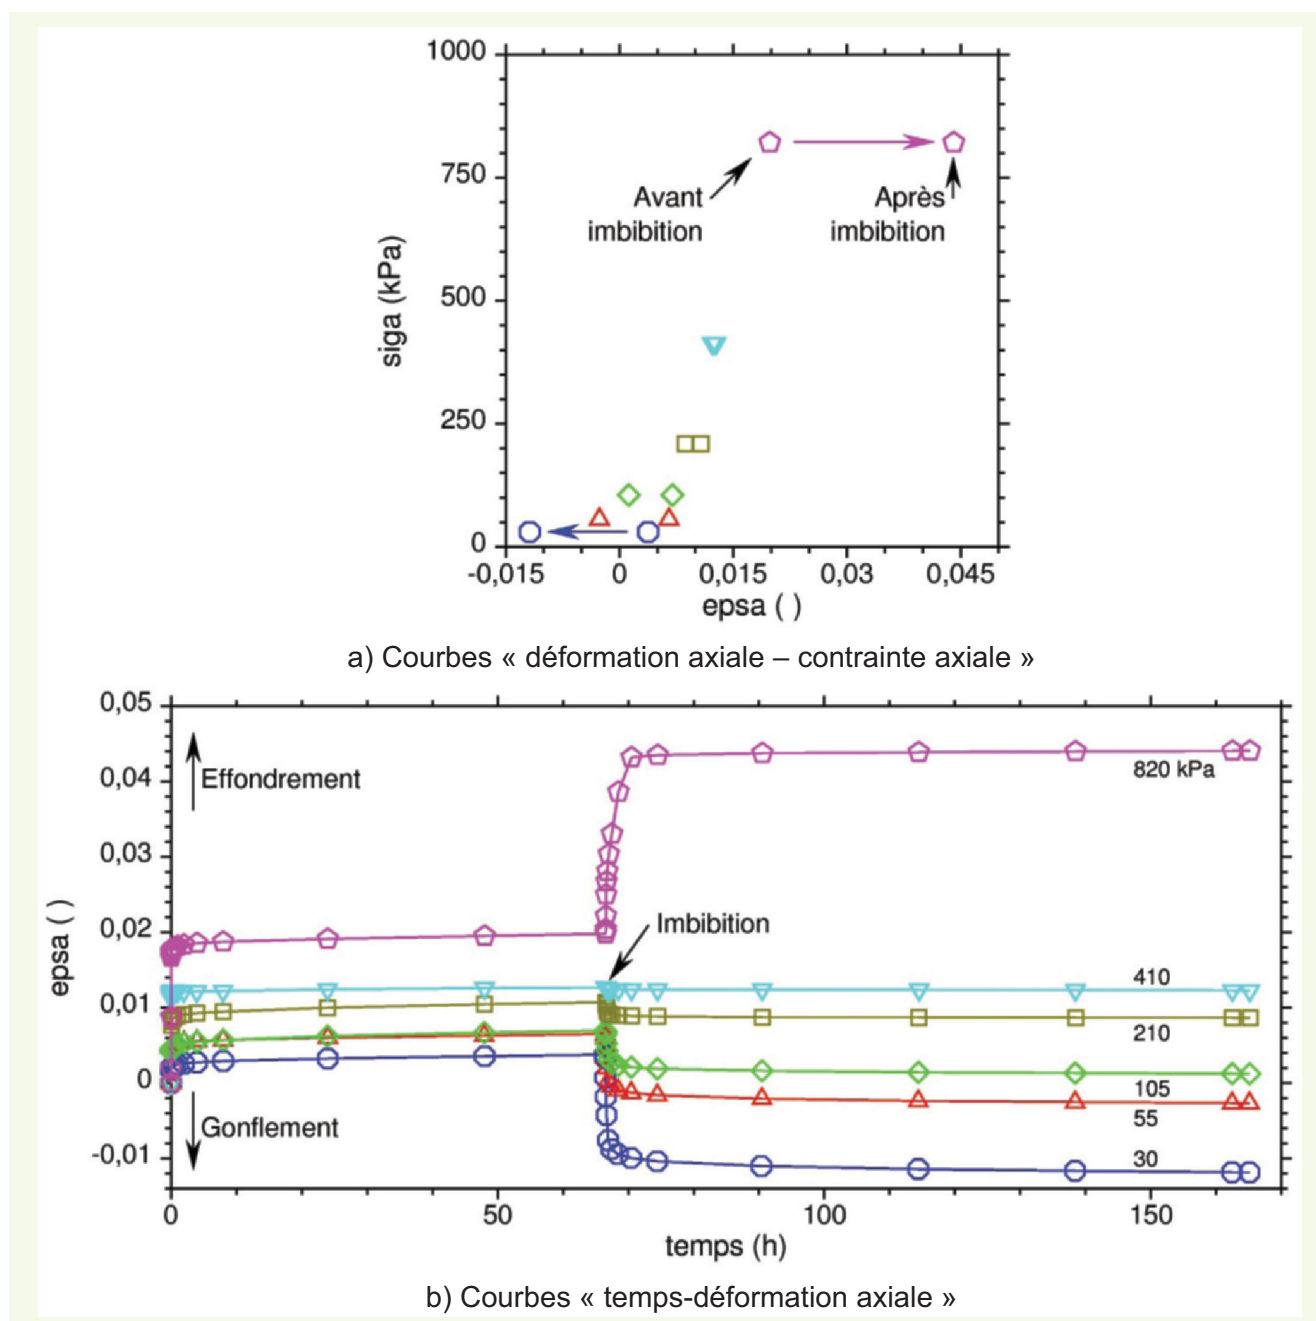 1000
750
500
250
0
siga (kPa)
Avant
imbibition
Après
imbibition
-0,015 0 0,015 0,03 0,045
epsa ( )
a) Courbes « déformation axiale – contrainte axiale »
0,05
0,04
0,03
0,02
0,01
0
-0,01
epsa ( )
Effondrement
820 kPa
Imbibition
410
210
105
55
30
Gonflement
0 50 100 150
temps (h)
b) Courbes « temps-déformation axiale »